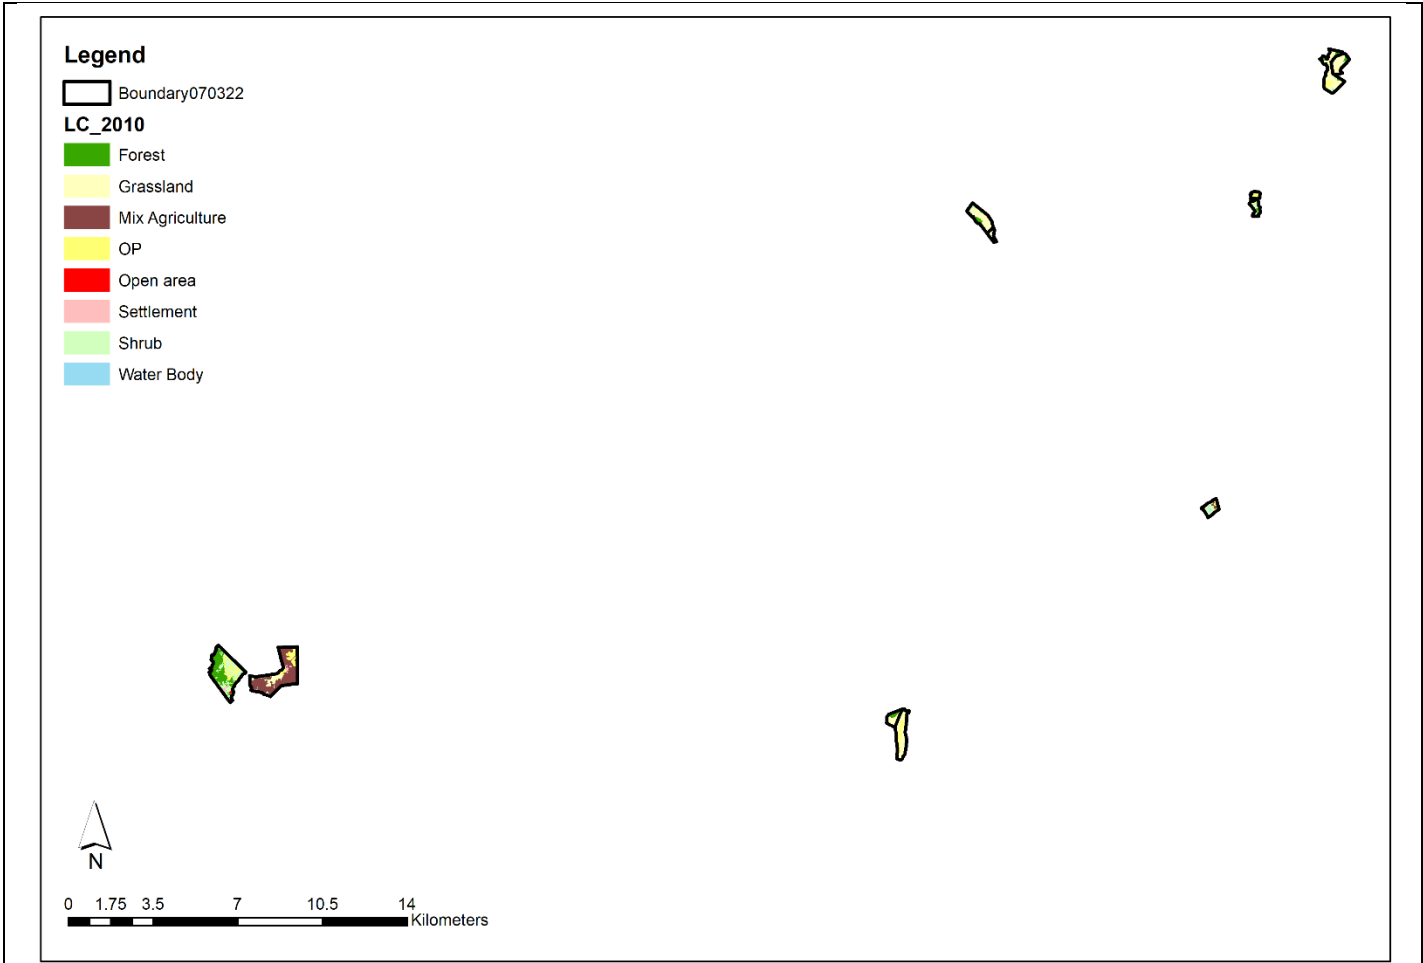 Legend
Boundary070322
LC_2010
Forest
Grassland
Mix Agriculture
OP
Open area
Settlement
Shrub
Water Body
N
0 1.75 3.5 7 10.5 14
Kilometers